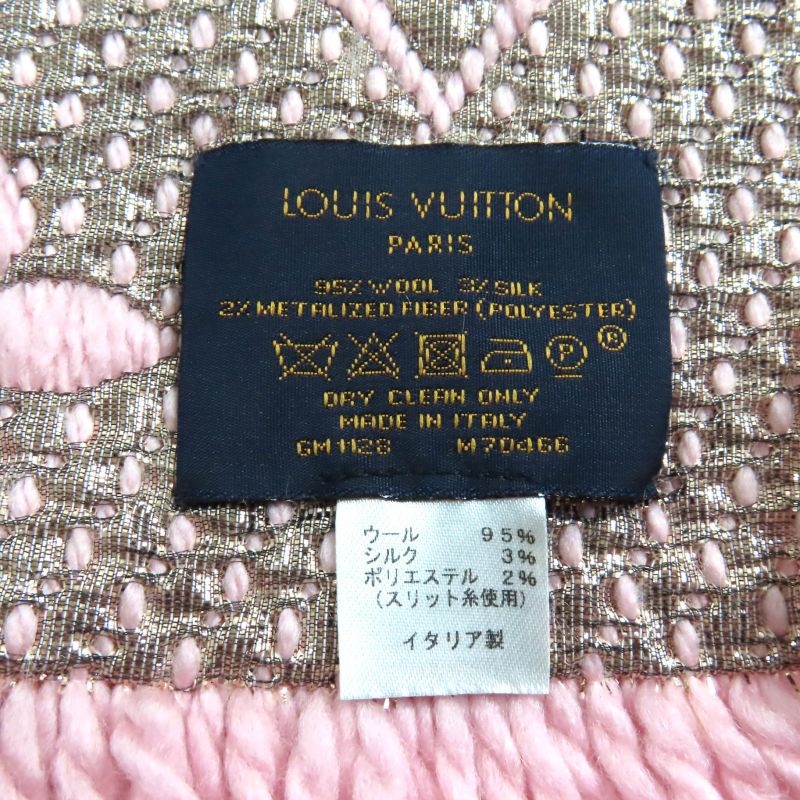 LOUIS VUITTON
PARIS
95% WOOL 3% SILK
2% METALIZED FIBER (POLYESTER)
P ®
DRY CLEAN ONLY
MADE IN ITALY
GM1128 M70466
ウール 95%
シルク 3%
ポリエステル 2%
(スリット糸使用)
イタリア製